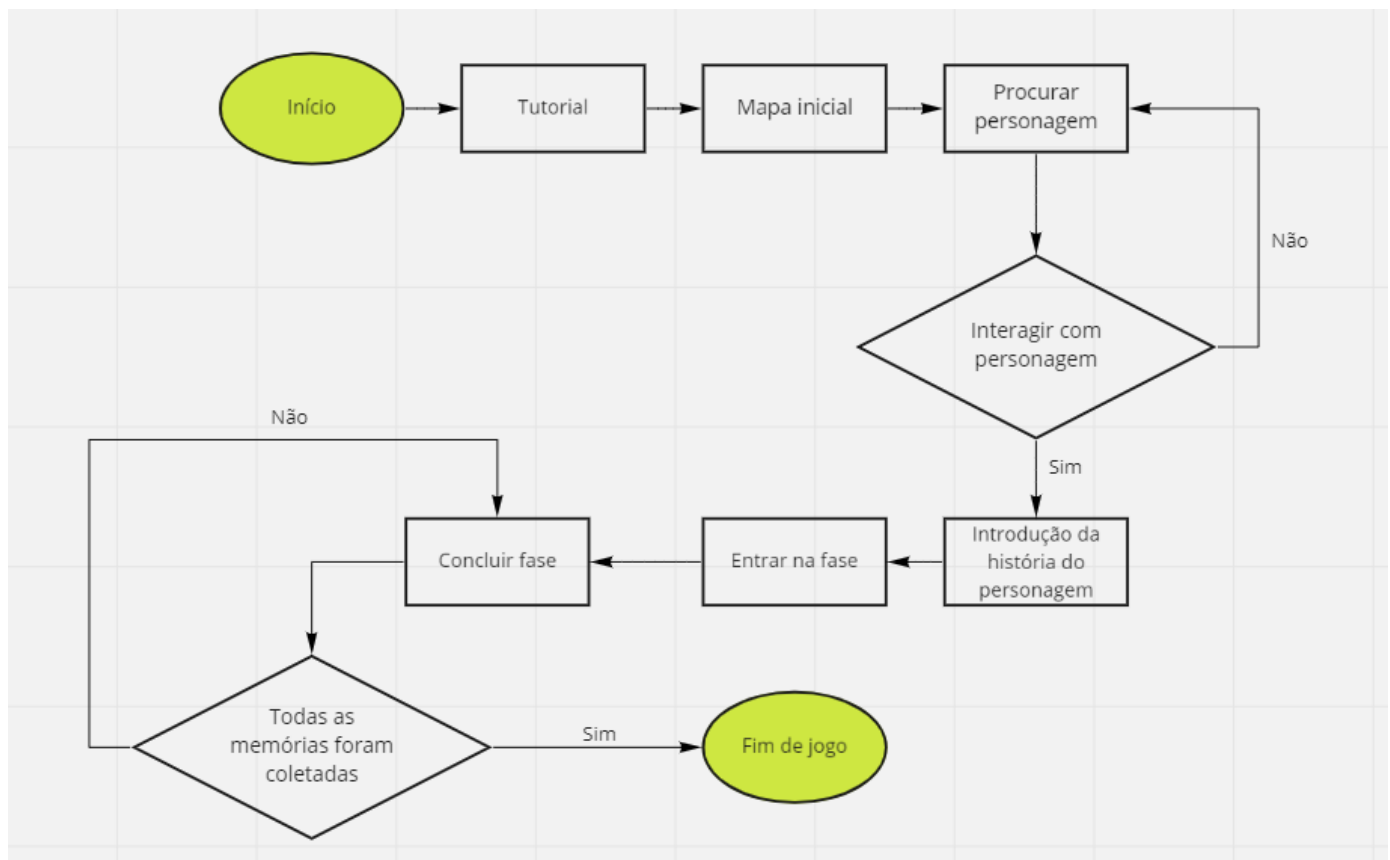 Início
Tutorial
Mapa inicial
Procurar
personagem
Não
Interagir com
personagem
Sim
Introdução da
história do
personagem
Entrar na fase
Concluir fase
Não
Todas as
memórias foram
coletadas
Sim
Fim de jogo